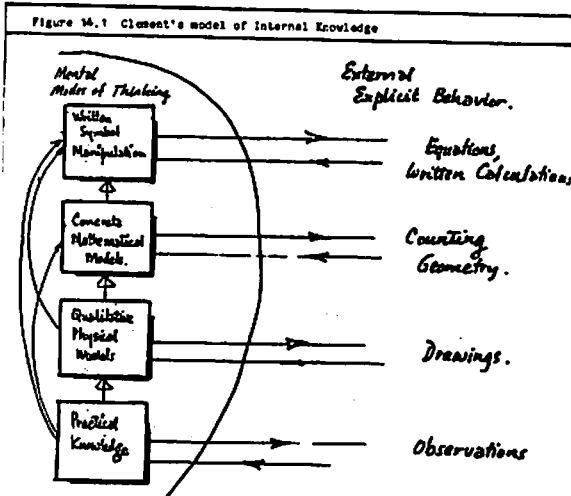 Figure 14.1 Clement's model of Internal Knowledge
Mental
Modes of Thinking
External
Explicit Behavior.
Written
Symbol
Manipulation
Equations,
Written Calculations
Concrete
Mathematical
Models.
Counting
Geometry.
Qualitative
Physical
Models
Drawings.
Practical
Knowledge
Observations